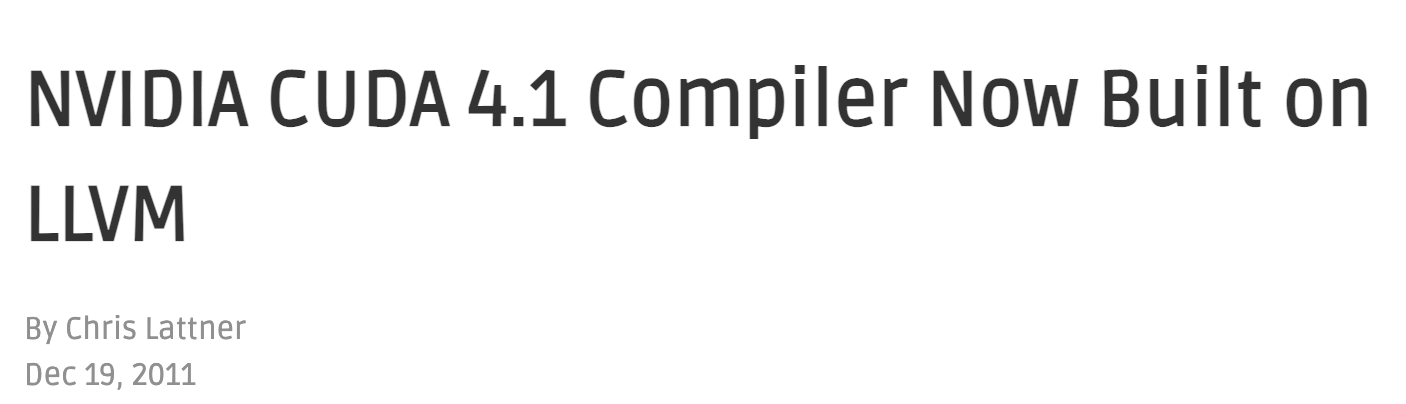 NVIDIA CUDA 4.1 Compiler Now Built on
LLVM
By Chris Lattner
Dec 19, 2011